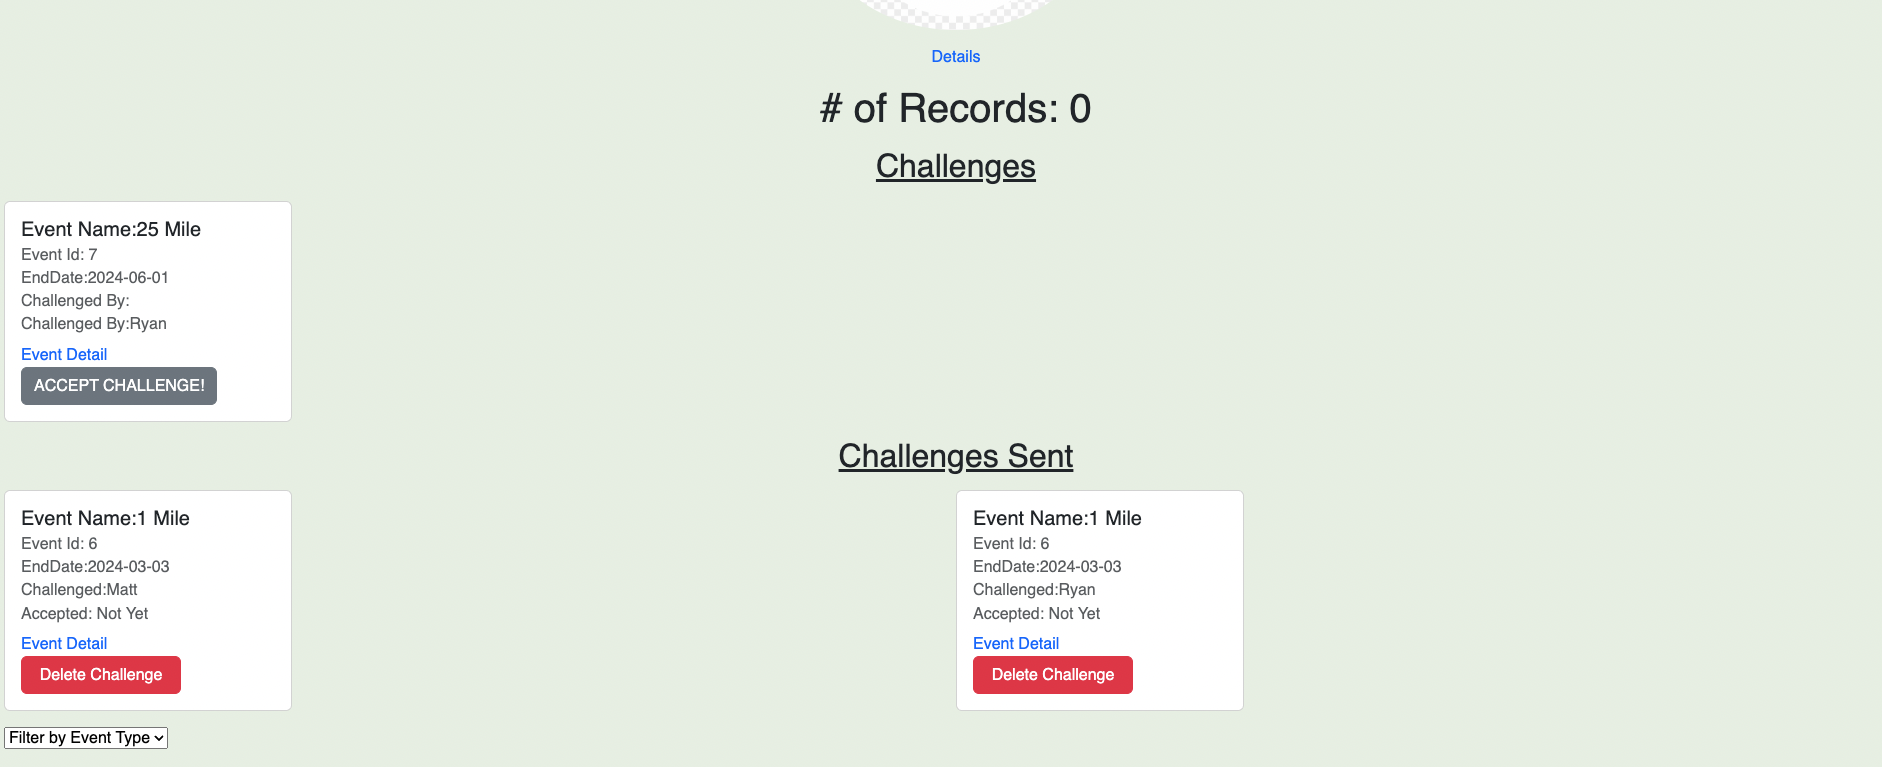 Details
# of Records: 0
Challenges
Event Name:25 Mile
Event Id: 7
EndDate:2024-06-01
Challenged By:
Challenged By:Ryan
Event Detail
ACCEPT CHALLENGE!
Challenges Sent
Event Name:1 Mile
Event Id: 6
EndDate:2024-03-03
Challenged:Matt
Accepted: Not Yet
Event Detail
Delete Challenge
Event Name:1 Mile
Event Id: 6
EndDate:2024-03-03
Challenged:Ryan
Accepted: Not Yet
Event Detail
Delete Challenge
Filter by Event Type